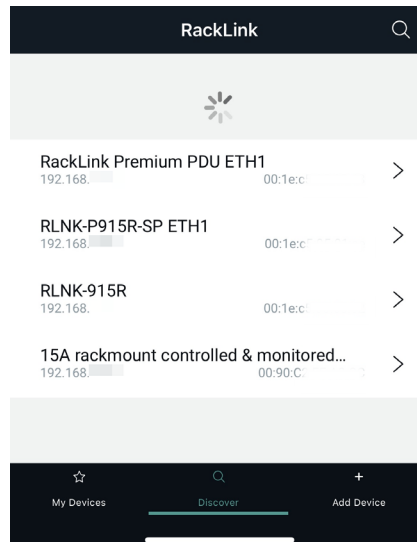 RackLink
RackLink Premium PDU ETH1
192.168.
00:1e:c
RLNK-P915R-SP ETH1
192.168.
00:1e:c
RLNK-915R
192.168.
00:1e:c
15A rackmount controlled & monitored...
192.168.
00:90:C
My Devices
Discover
Add Device